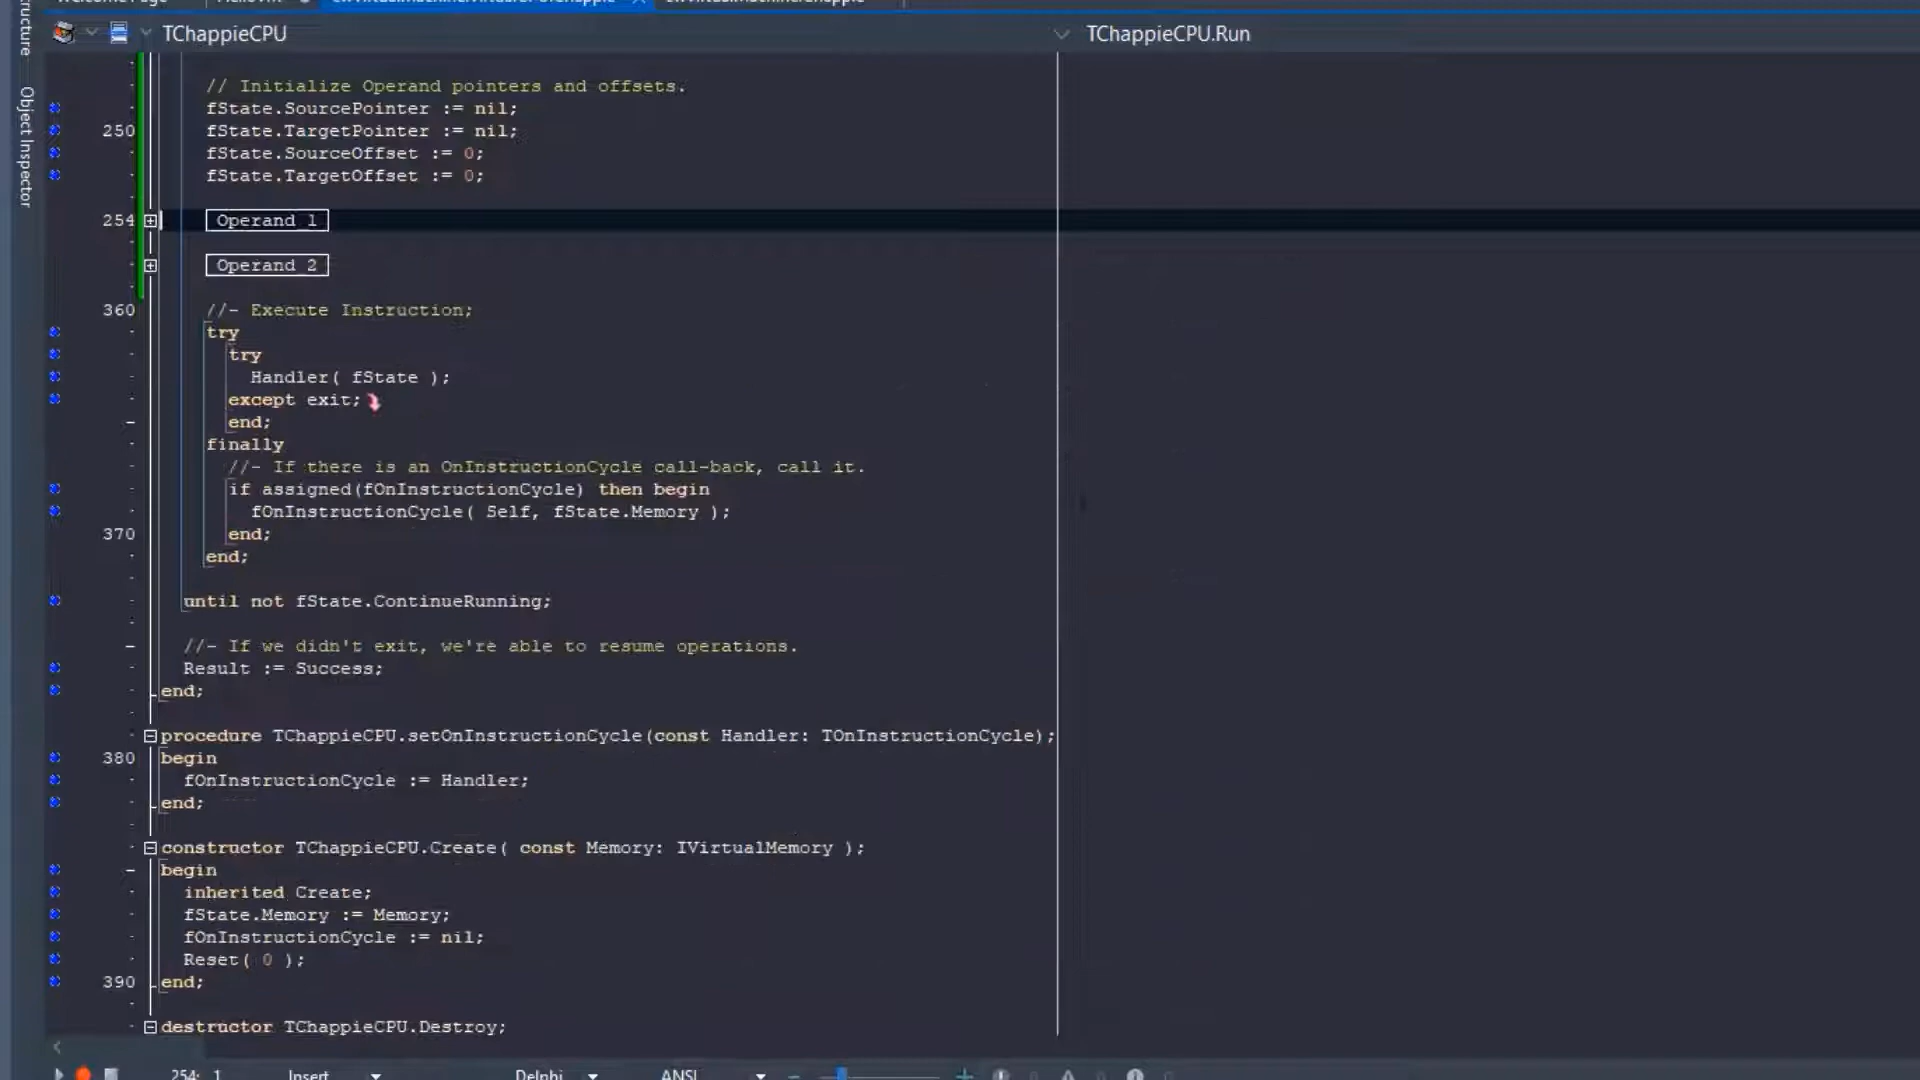 TChappieCPU
TChappieCPU.Run
Object Inspector
// Initialize Operand pointers and offsets.
fState.SourcePointer := nil;
250 fState.TargetPointer := nil;
fState.SourceOffset := 0;
fState.TargetOffset := 0;
254 Operand 1
Operand 2
360 //- Execute Instruction;
try
try
Handler( fState );
except exit;
end;
finally
//- If there is an OnInstructionCycle call-back, call it.
if assigned(fOnInstructionCycle) then begin
fOnInstructionCycle( Self, fState.Memory );
370 end;
end;
until not fState.ContinueRunning;
//- If we didn't exit, we're able to resume operations.
Result := Success;
end;
procedure TChappieCPU.setOnInstructionCycle(const Handler: TOnInstructionCycle);
380 begin
fOnInstructionCycle := Handler;
end;
constructor TChappieCPU.Create( const Memory: IVirtualMemory );
begin
inherited Create;
fState.Memory := Memory;
fOnInstructionCycle := nil;
Reset( 0 );
390 end;
destructor TChappieCPU.Destroy;
254: 1 Insert Delphi ANSI